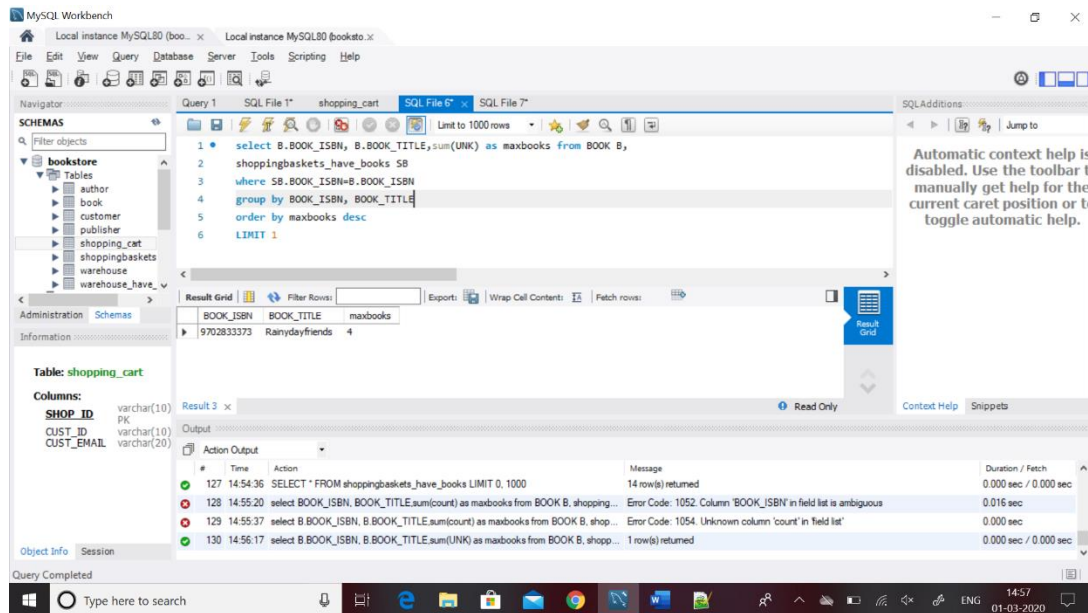 MySQL Workbench
Local instance MySQL80 (boo... × Local instance MySQL80 (booksto. ×
File Edit View Query Database Server Tools Scripting Help
Navigator
SCHEMAS
Filter objects
bookstore
Tables
author
book
customer
publisher
shopping_cart
shoppingbaskets
warehouse
warehouse_have_
Administration Schemas
Information
Table: shopping_cart
Columns:
SHOP_ID varchar(10) PK
CUST_ID varchar(10)
CUST_EMAIL varchar(20)
Object Info Session
Query 1 SQL File 1* shopping_cart SQL File 6* × SQL File 7*
Limit to 1000 rows
1 select B.BOOK_ISBN, B.BOOK_TITLE,sum(UNK) as maxbooks from BOOK B,
2 shoppingbaskets_have_books SB
3 where SB.BOOK_ISBN=B.BOOK_ISBN
4 group by BOOK_ISBN, BOOK_TITLE
5 order by maxbooks desc
6 LIMIT 1
Result Grid Filter Rows: Export: Wrap Cell Content: Fetch rows:
BOOK_ISBN BOOK_TITLE maxbooks
9702833373 Rainydayfriends 4
Result Grid
Result 3 × Read Only
Output
Action Output
# Time Action Message Duration / Fetch
127 14:54:36 SELECT * FROM shoppingbaskets_have_books LIMIT 0, 1000 14 row(s) returned 0.000 sec / 0.000 sec
128 14:55:20 select BOOK_ISBN, BOOK_TITLE,sum(count) as maxbooks from BOOK B, shopping... Error Code: 1052. Column 'BOOK_ISBN' in field list is ambiguous 0.016 sec
129 14:55:37 select B.BOOK_ISBN, B.BOOK_TITLE,sum(count) as maxbooks from BOOK B, shop... Error Code: 1054. Unknown column 'count' in 'field list' 0.000 sec
130 14:56:17 select B.BOOK_ISBN, B.BOOK_TITLE,sum(UNK) as maxbooks from BOOK B, shopp... 1 row(s) returned 0.000 sec / 0.000 sec
SQLAdditions
Jump to
Automatic context help is
disabled. Use the toolbar t
manually get help for the
current caret position or t
toggle automatic help.
Context Help Snippets
Query Completed
Type here to search
ENG
14:57
01-03-2020